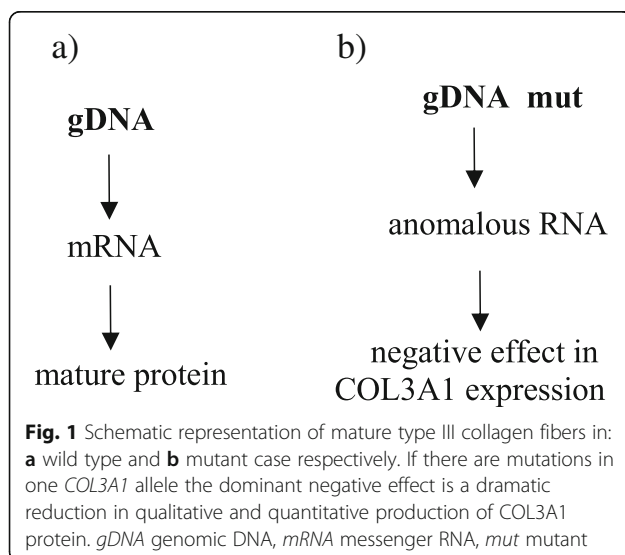 a)
gDNA
mRNA
mature protein
b)
gDNA mut
anomalous RNA
negative effect in
COL3A1 expression
Fig. 1 Schematic representation of mature type III collagen fibers in:
a wild type and b mutant case respectively. If there are mutations in
one COL3A1 allele the dominant negative effect is a dramatic
reduction in qualitative and quantitative production of COL3A1
protein. gDNA genomic DNA, mRNA messenger RNA, mut mutant